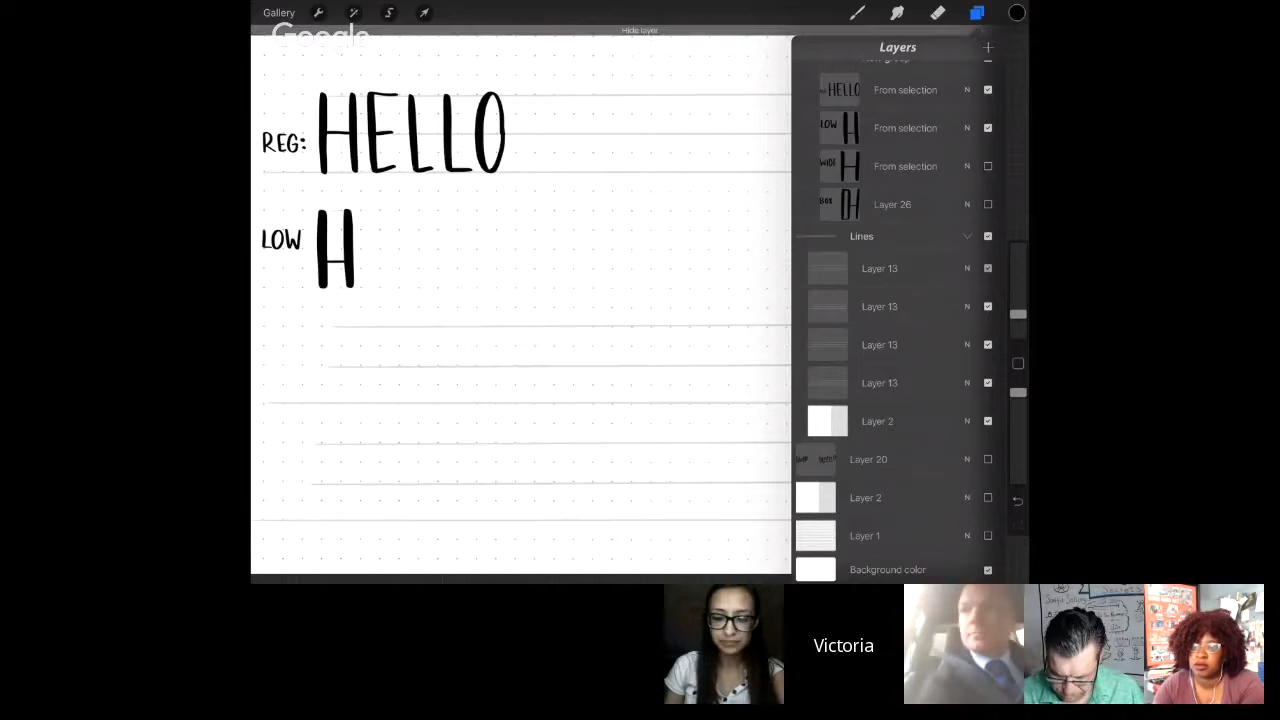 Gallery
Google
Hide layer
Layers
HELLO From selection N
LOW H From selection N
WIDE H From selection N
BOX H Layer 26 N
Lines
Layer 13 N
Layer 13 N
Layer 13 N
Layer 13 N
Layer 2 N
Layer 20 N
Layer 2 N
Layer 1 N
Background color
REG: HELLO
LOW H
Victoria